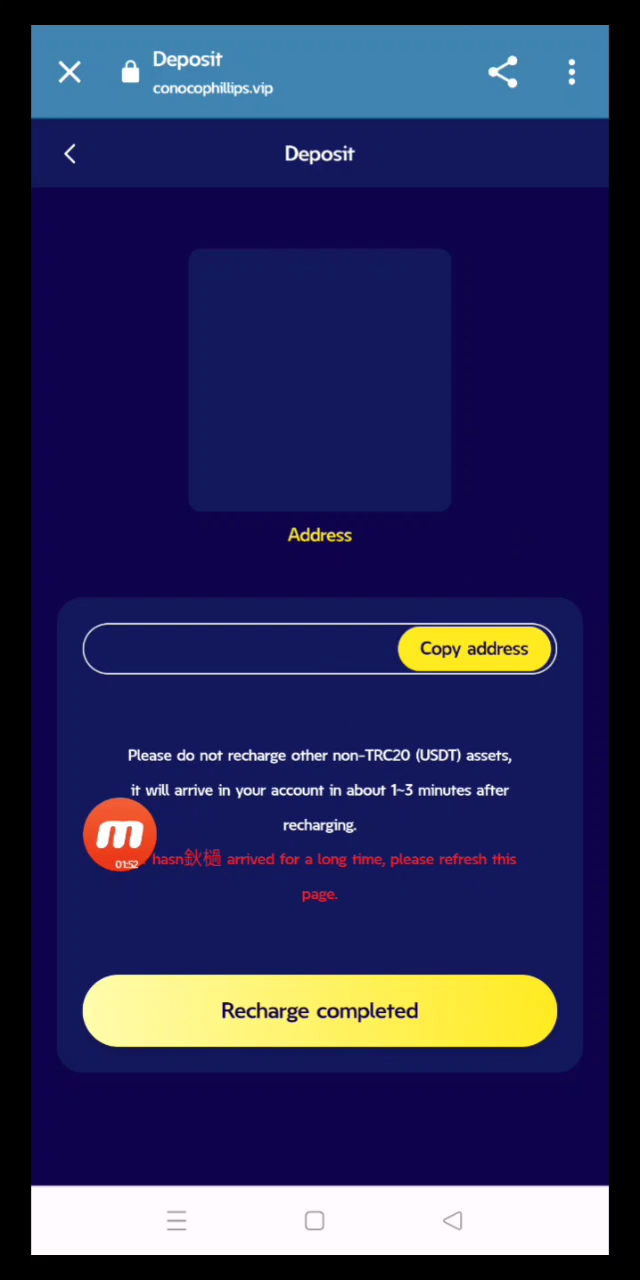 Deposit
conocophillips.vip
Deposit
Address
Copy address
Please do not recharge other non-TRC20 (USDT) assets,
it will arrive in your account in about 1~3 minutes after
recharging.
hasn鈥檛 arrived for a long time, please refresh this
01:52
page.
Recharge completed